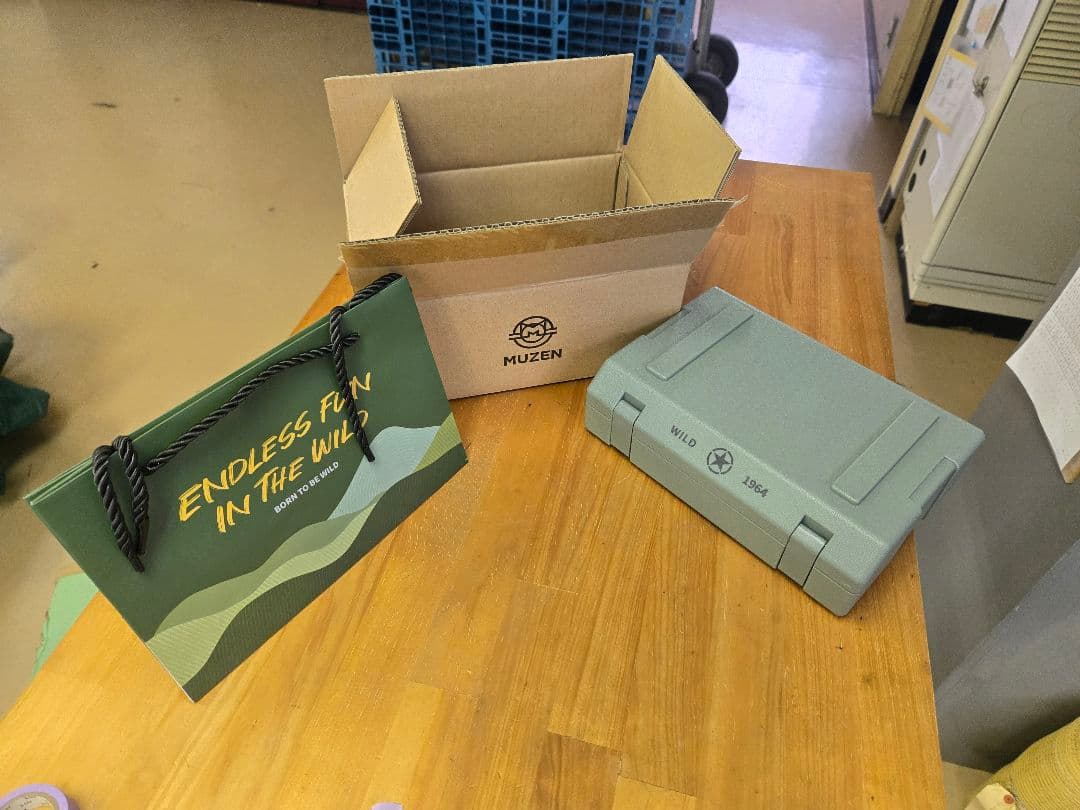 MUZEN
ENDLESS FUN
IN THE WILD
BORN TO BE WILD
WILD
1964